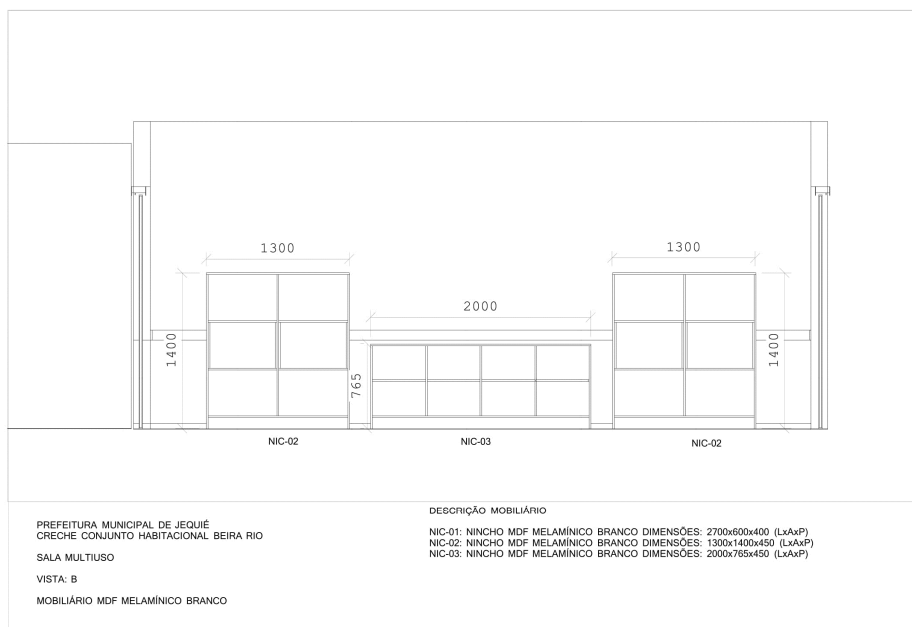 1300
1300
2000
1400
765
1400
NIC-02
NIC-03
NIC-02
PREFEITURA MUNICIPAL DE JEQUIÉ
CRECHE CONJUNTO HABITACIONAL BEIRA RIO
SALA MULTIUSO
VISTA: B
MOBILIÁRIO MDF MELAMÍNICO BRANCO
DESCRIÇÃO MOBILIÁRIO
NIC-01: NINCHO MDF MELAMÍNICO BRANCO DIMENSÕES: 2700x600x400 (LxAxP)
NIC-02: NINCHO MDF MELAMÍNICO BRANCO DIMENSÕES: 1300x1400x450 (LxAxP)
NIC-03: NINCHO MDF MELAMÍNICO BRANCO DIMENSÕES: 2000x765x450 (LxAxP)